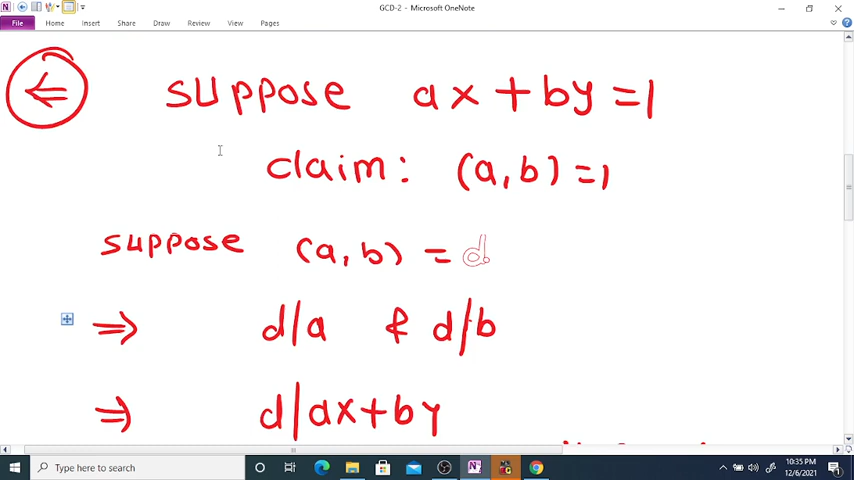 GCD-2 - Microsoft OneNote
File Home Insert Share Draw History Review View Pages
⇐ suppose ax + by = 1
claim: (a, b) = 1
suppose (a, b) = d
⇒ d/a & d/b
⇒ d/ax+by
Type here to search
10:35 PM
12/6/2021